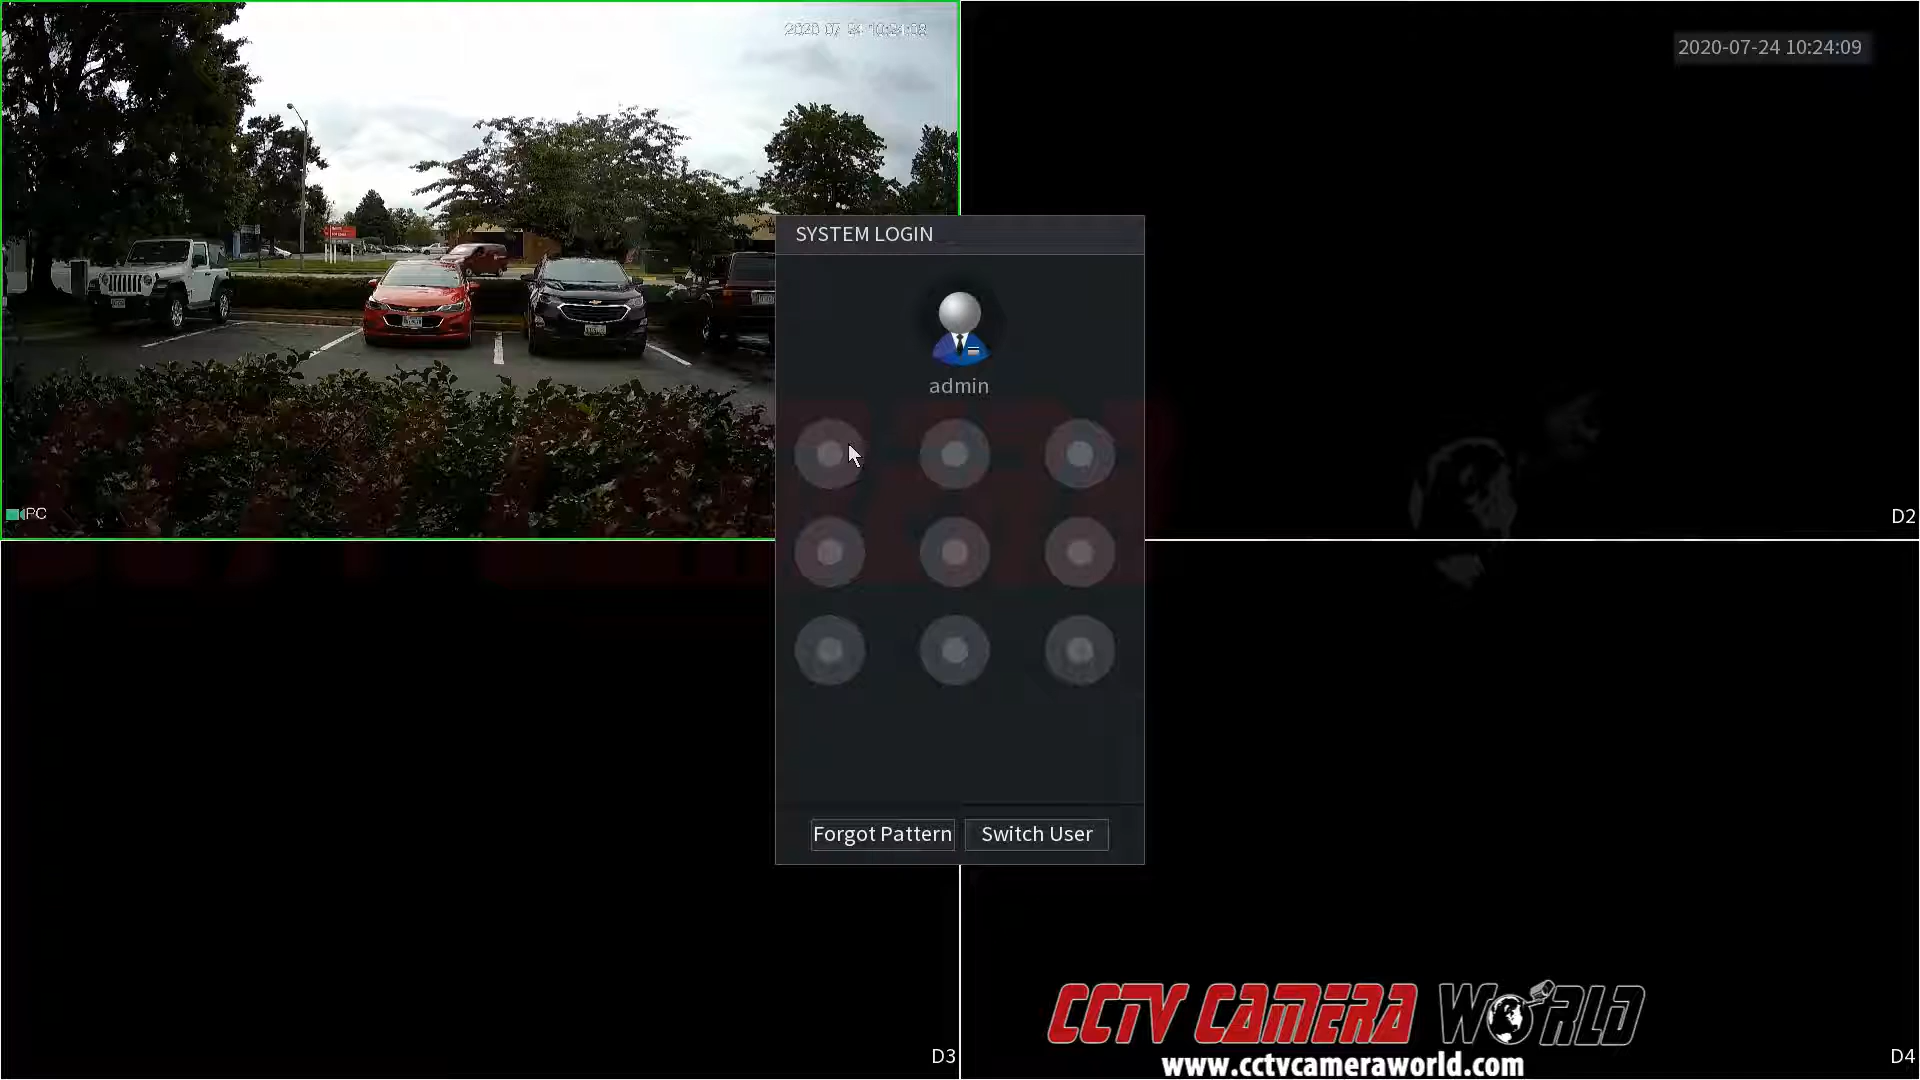 2020-07-24 10:24:09
SYSTEM LOGIN
admin
IPC
D2
Forgot Pattern
Switch User
D3
CCTV CAMERA WORLD
www.cctvcameraworld.com
D4